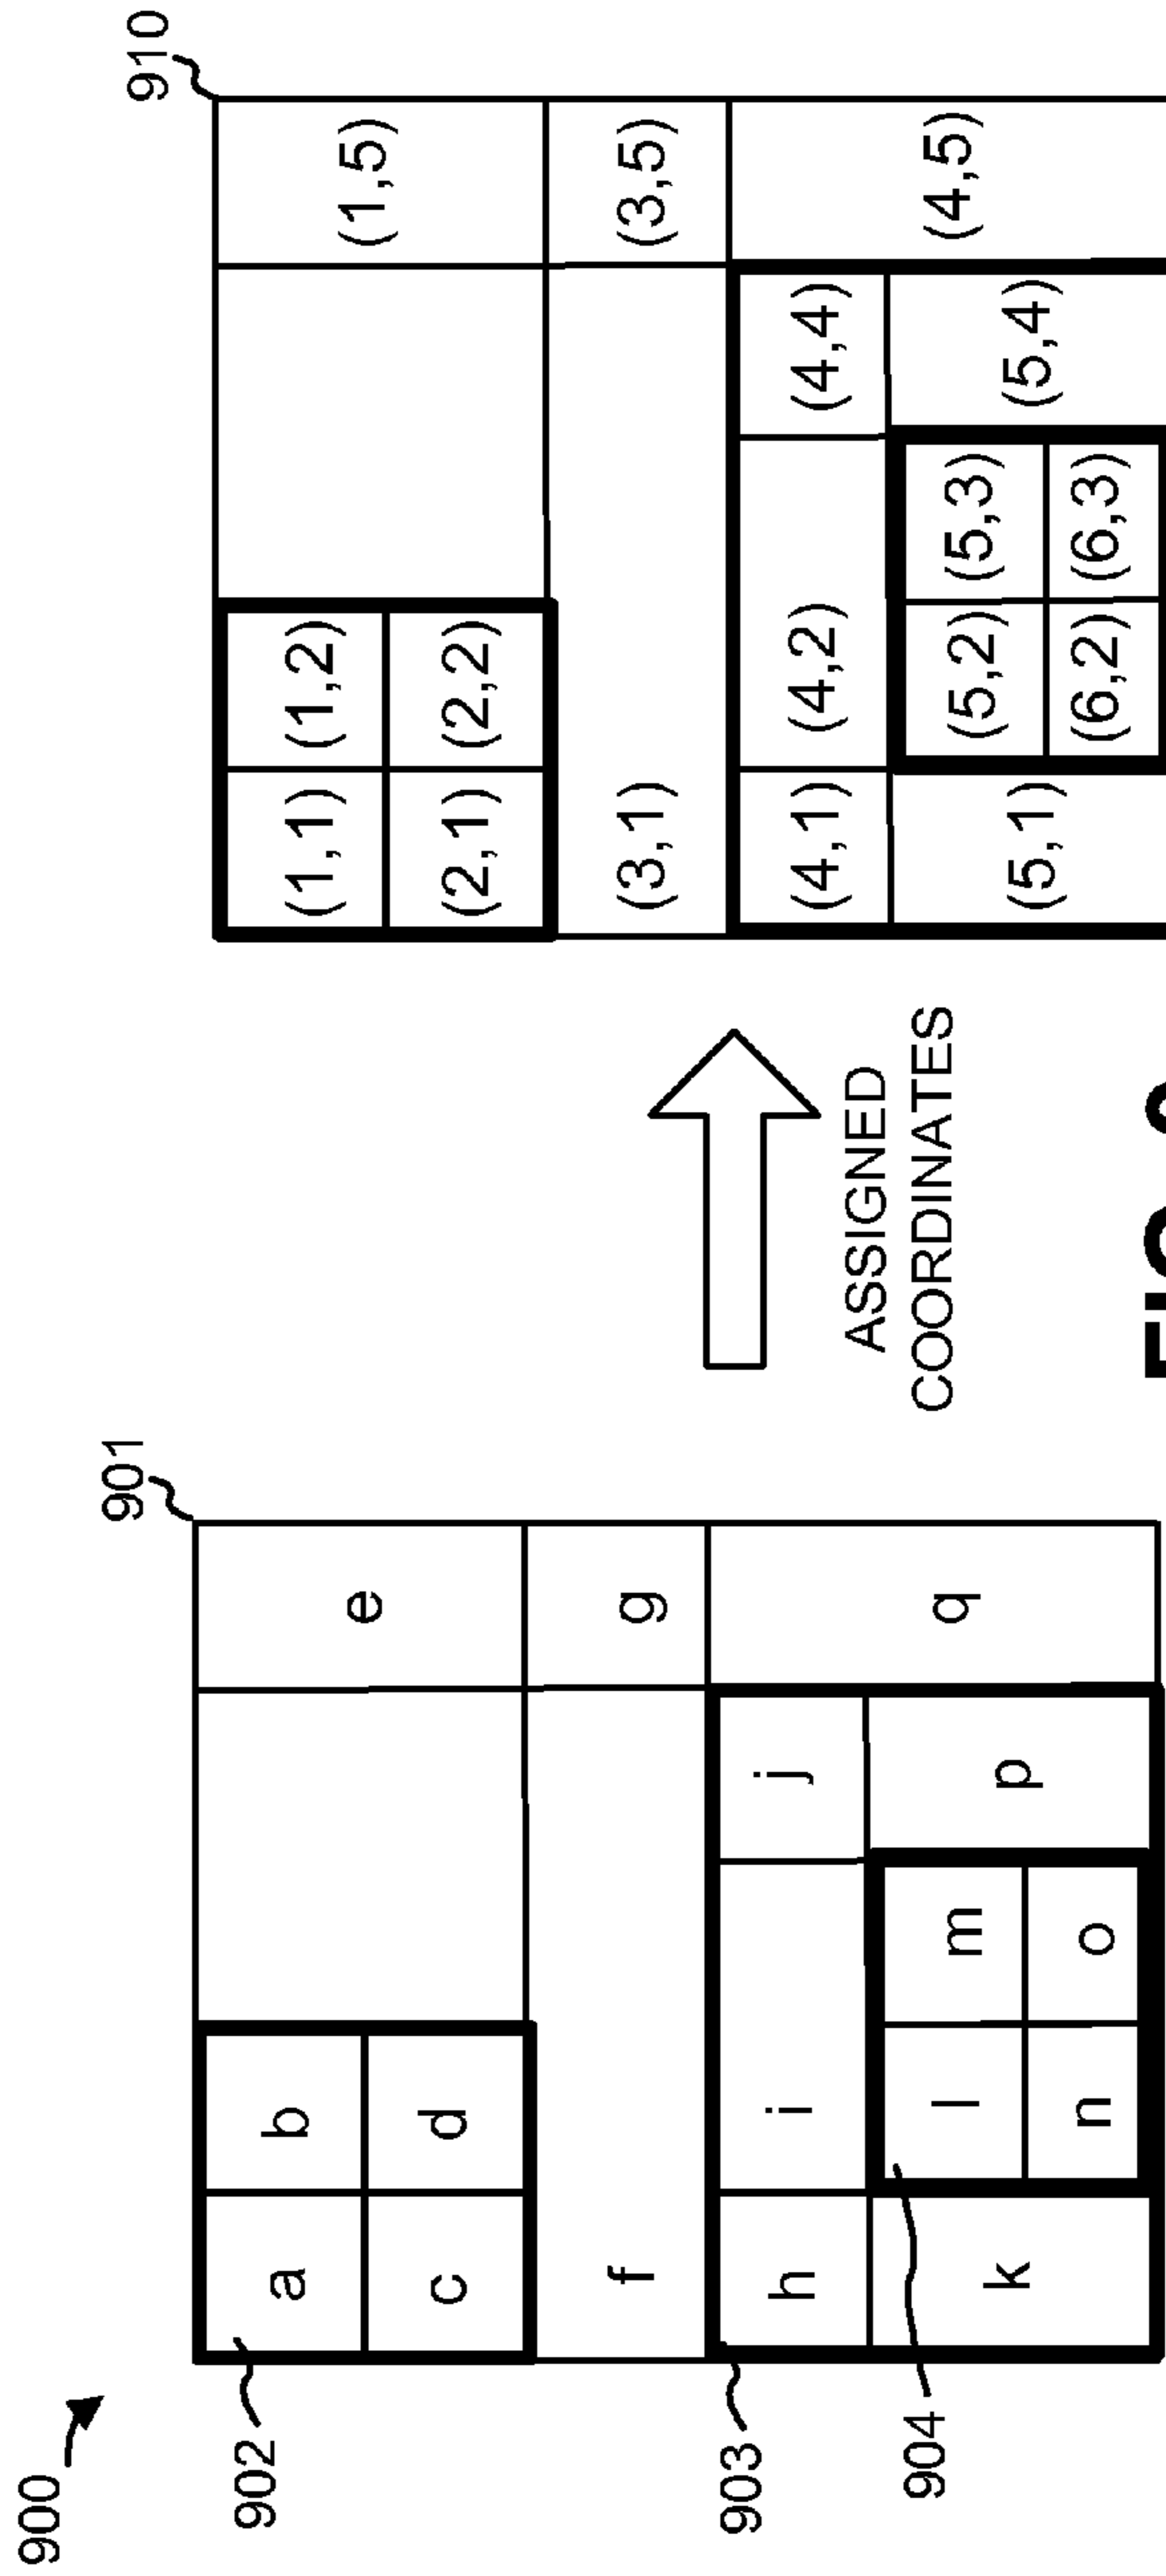 900
901
902
a b e
c d
f g
903
h i j
904
k l m p q
n o
ASSIGNED
COORDINATES
910
(1,1) (1,2) (1,5)
(2,1) (2,2)
(3,1) (3,5)
(4,1) (4,2) (4,4)
(5,1) (5,2) (5,3) (5,4) (4,5)
(6,2) (6,3)